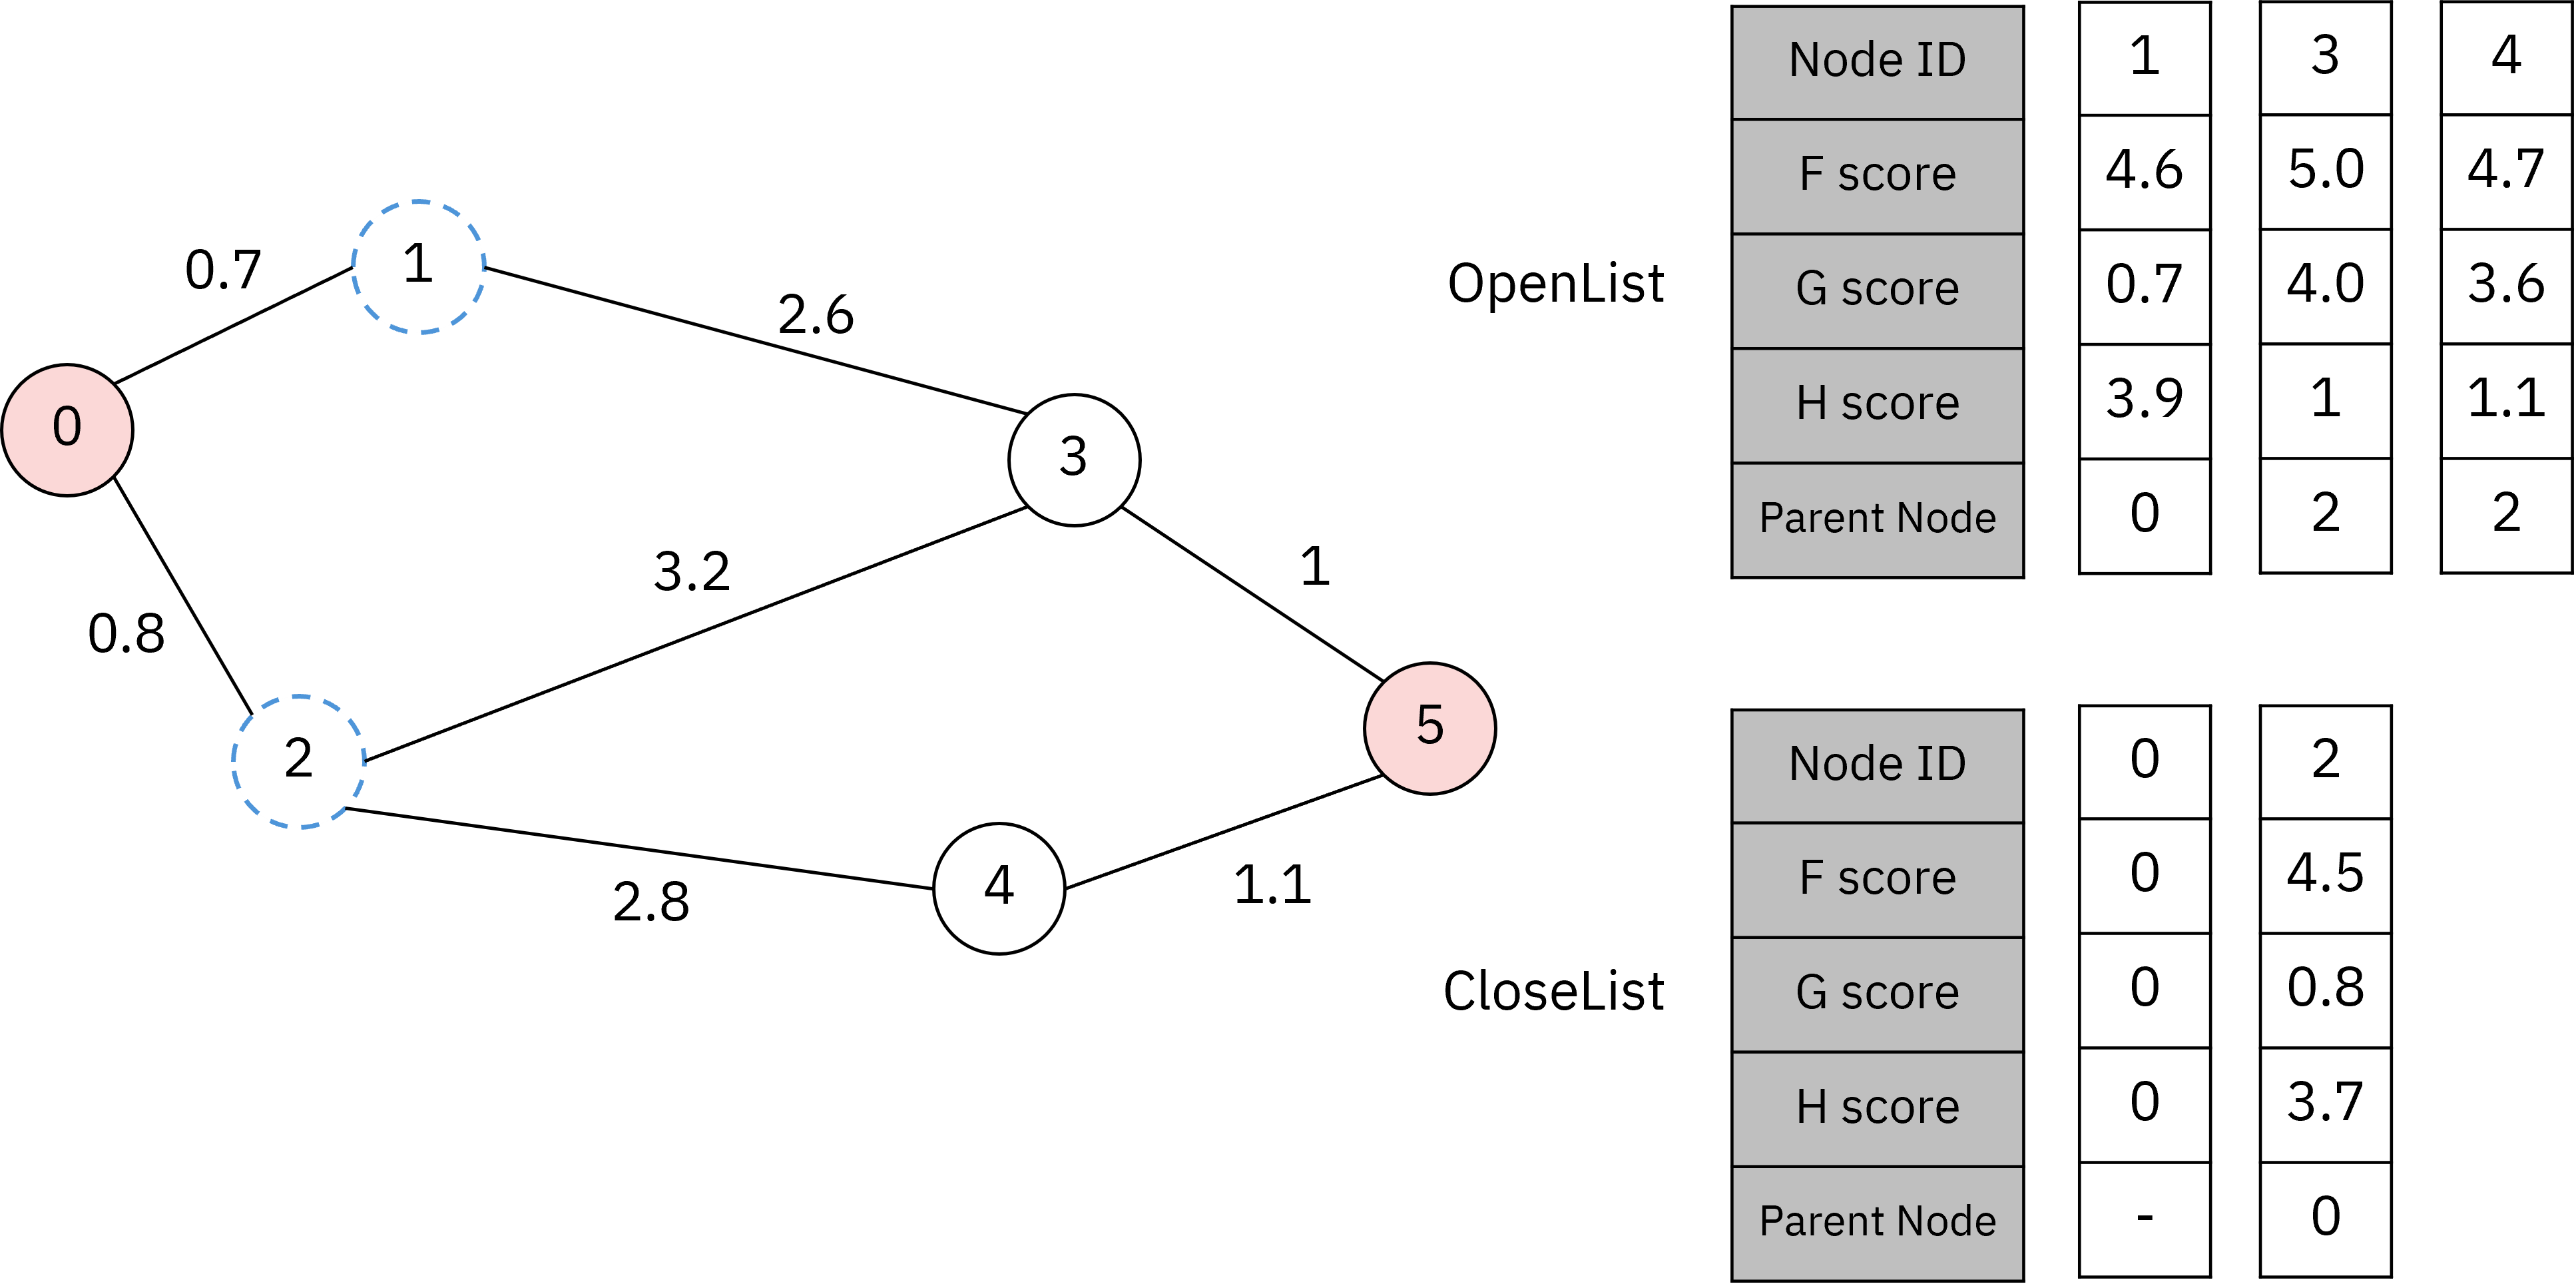 0.7
1
2.6
0
3
3.2
1
0.8
2
5
4
2.8
1.1
OpenList
Node ID 1 3 4
F score 4.6 5.0 4.7
G score 0.7 4.0 3.6
H score 3.9 1 1.1
Parent Node 0 2 2
CloseList
Node ID 0 2
F score 0 4.5
G score 0 0.8
H score 0 3.7
Parent Node - 0